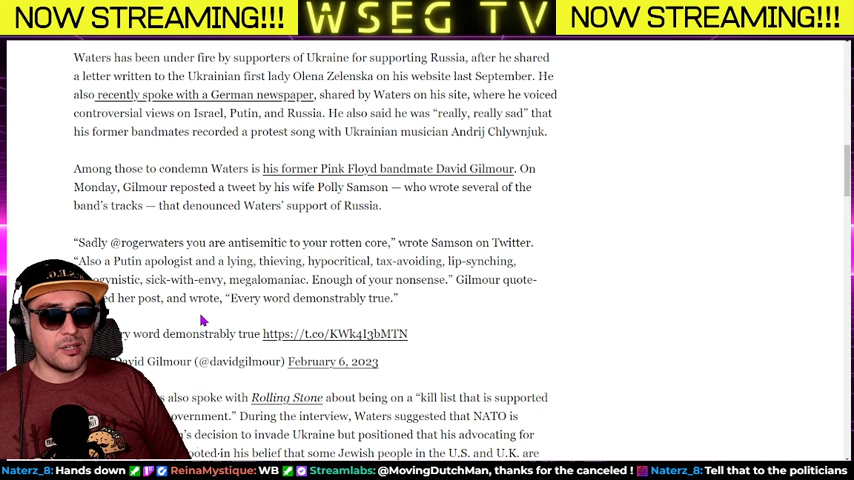 NOW STREAMING!!! WSEG TV NOW STREAMING!!!
Waters has been under fire by supporters of Ukraine for supporting Russia, after he shared
a letter written to the Ukrainian first lady Olena Zelenska on his website last September. He
also recently spoke with a German newspaper, shared by Waters on his site, where he voiced
controversial views on Israel, Putin, and Russia. He also said he was “really, really sad” that
his former bandmates recorded a protest song with Ukrainian musician Andrij Chlywnjuk.
Among those to condemn Waters is his former Pink Floyd bandmate David Gilmour. On
Monday, Gilmour reposted a tweet by his wife Polly Samson — who wrote several of the
band’s tracks — that denounced Waters’ support of Russia.
“Sadly @rogerwaters you are antisemitic to your rotten core,” wrote Samson on Twitter.
“Also a Putin apologist and a lying, thieving, hypocritical, tax-avoiding, lip-synching,
ogynistic, sick-with-envy, megalomaniac. Enough of your nonsense.” Gilmour quote-
ed her post, and wrote, “Every word demonstrably true.”
ry word demonstrably true https://t.co/KWk4I3bMTN
David Gilmour (@davidgilmour) February 6, 2023
s also spoke with Rolling Stone about being on a “kill list that is supported
overnment.” During the interview, Waters suggested that NATO is
n’s decision to invade Ukraine but positioned that his advocating for
ooted in his belief that some Jewish people in the U.S. and U.K. are
Naterz_8: Hands down ReinaMystique: WB Streamlabs: @MovingDutchMan, thanks for the canceled ! Naterz_8: Tell that to the politicians